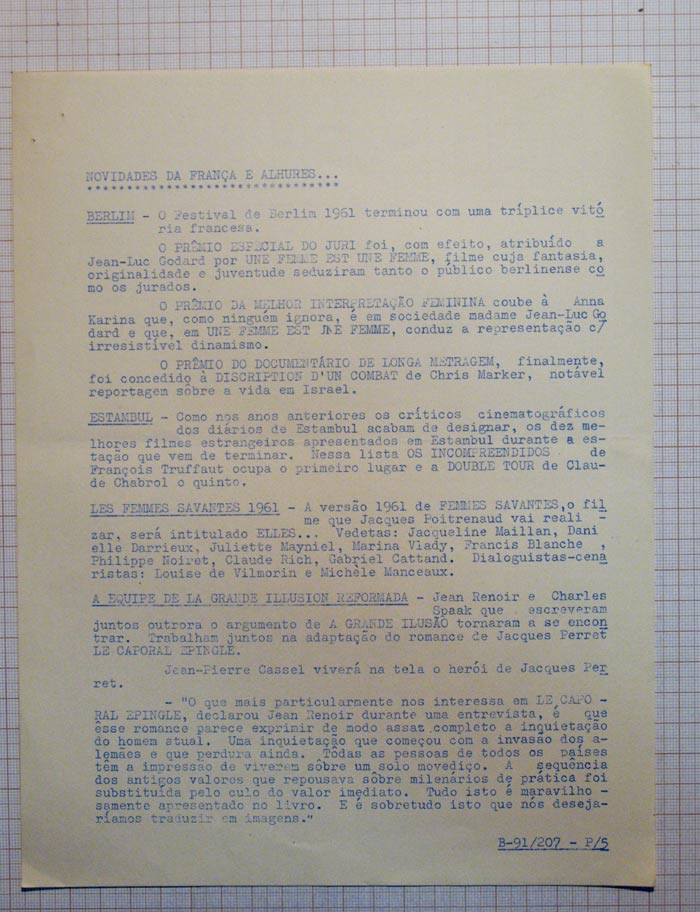 NOVIDADES DA FRANÇA E ALHURES...
********************************
BERLIM - O Festival de Berlim 1961 terminou com uma tríplice vitó
ria francesa.
O PRÊMIO ESPECIAL DO JURI foi, com efeito, atribuído a
Jean-Luc Godard por UNE FEMME EST UNE FEMME, filme cuja fantasia,
originalidade e juventude seduziram tanto o público berlinense co
mo os jurados.
O PRÊMIO DA MELHOR INTERPRETAÇÃO FEMININA coube à Anna
Karina que, como ninguém ignora, é em sociedade madame Jean-Luc Go
dard e que, em UNE FEMME EST UNE FEMME, conduz a representação c/
irresistível dinamismo.
O PRÊMIO DO DOCUMENTÁRIO DE LONGA METRAGEM, finalmente,
foi concedido à DISCRIPTION D'UN COMBAT de Chris Marker, notável
reportagem sôbre a vida em Israel.
ESTAMBUL - Como nos anos anteriores os críticos cinematográficos
dos diários de Estambul acabam de designar, os dez me-
lhores filmes estrangeiros apresentados em Estambul durante a es-
tação que vem de terminar. Nessa lista OS INCOMPREENDIDOS de
François Truffaut ocupa o primeiro lugar e a DOUBLE TOUR de Clau-
de Chabrol o quinto.
LES FEMMES SAVANTES 1961 - A versão 1961 de FEMMES SAVANTES,o fil
me que Jacques Poitrenaud vai reali -
zar, será intitulado ELLES... Vedetas: Jacqueline Maillan, Dani
elle Darrieux, Juliette Mayniel, Marina Vlady, Francis Blanche ,
Philippe Noiret, Claude Rich, Gabriel Cattand. Dialoguistas-cena
ristas: Louise de Vilmorin e Michèle Manceaux.
A EQUIPE DE LA GRANDE ILLUSION REFORMADA - Jean Renoir e Charles
Spaak que escreveram
juntos outrora o argumento de A GRANDE ILUSÃO tornaram a se encon
trar. Trabalham juntos na adaptação do romance de Jacques Perret
LE CAPORAL EPINGLE.
Jean-Pierre Cassel viverá na tela o herói de Jacques Per
ret.
- "O que mais particularmente nos interessa em LE CAPO -
RAL EPINGLE, declarou Jean Renoir durante uma entrevista, é que
esse romance parece exprimir de modo assaz completo a inquietação
do homem atual. Uma inquietação que começou com a invasão dos a-
lemães e que perdura ainda. Todas as pessoas de todos os países
têm a impressão de viverem sôbre um solo movediço. A sequência
dos antigos valores que repousava sôbre milenários de prática foi
substituída pelo culo do valor imediato. Tudo isto é maravilho -
samente apresentado no livro. E é sobretudo isto que nós deseja-
ríamos traduzir em imagens."
B-91/207 - P/5